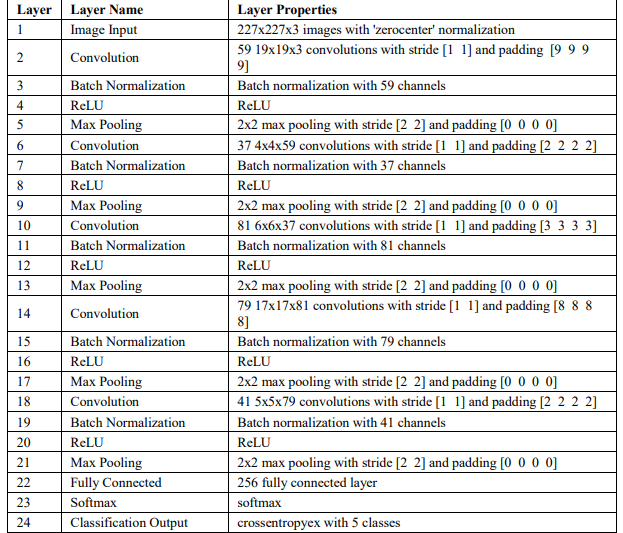 Layer Layer Name Layer Properties
1 Image Input 227x227x3 images with 'zerocenter' normalization
2 Convolution 59 19x19x3 convolutions with stride [1 1] and padding [9 9 9
9]
3 Batch Normalization Batch normalization with 59 channels
4 ReLU ReLU
5 Max Pooling 2x2 max pooling with stride [2 2] and padding [0 0 0 0]
6 Convolution 37 4x4x59 convolutions with stride [1 1] and padding [2 2 2 2]
7 Batch Normalization Batch normalization with 37 channels
8 ReLU ReLU
9 Max Pooling 2x2 max pooling with stride [2 2] and padding [0 0 0 0]
10 Convolution 81 6x6x37 convolutions with stride [1 1] and padding [3 3 3 3]
11 Batch Normalization Batch normalization with 81 channels
12 ReLU ReLU
13 Max Pooling 2x2 max pooling with stride [2 2] and padding [0 0 0 0]
14 Convolution 79 17x17x81 convolutions with stride [1 1] and padding [8 8 8
8]
15 Batch Normalization Batch normalization with 79 channels
16 ReLU ReLU
17 Max Pooling 2x2 max pooling with stride [2 2] and padding [0 0 0 0]
18 Convolution 41 5x5x79 convolutions with stride [1 1] and padding [2 2 2 2]
19 Batch Normalization Batch normalization with 41 channels
20 ReLU ReLU
21 Max Pooling 2x2 max pooling with stride [2 2] and padding [0 0 0 0]
22 Fully Connected 256 fully connected layer
23 Softmax softmax
24 Classification Output crossentropyex with 5 classes